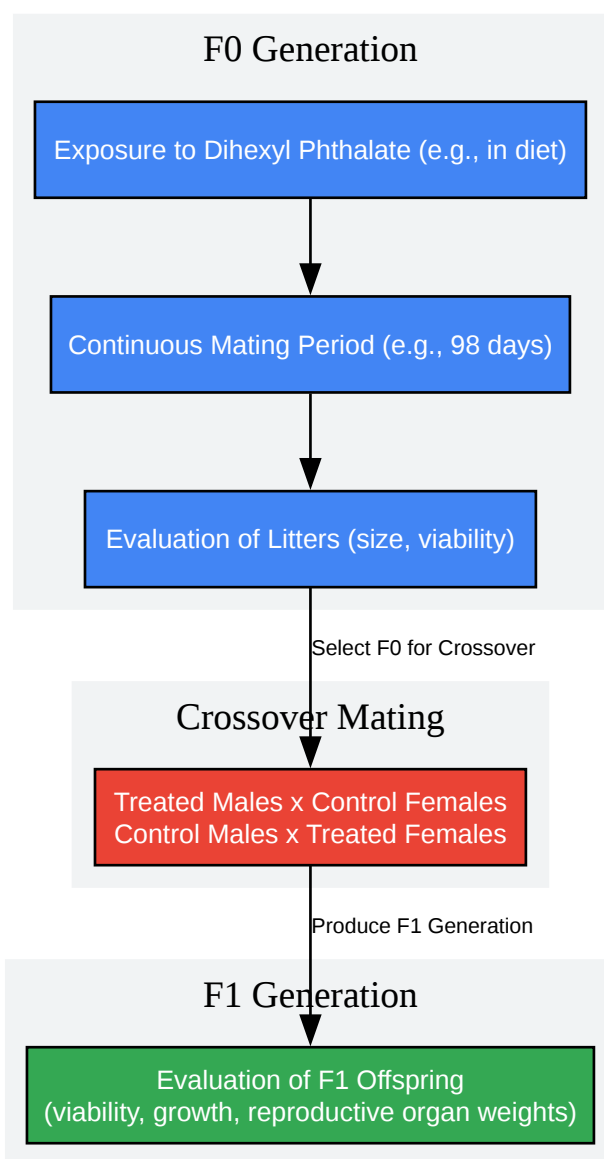 F0 Generation
Exposure to Dihexyl Phthalate (e.g., in diet)
Continuous Mating Period (e.g., 98 days)
Evaluation of Litters (size, viability)
Select F0 for Crossover
Crossover Mating
Treated Males x Control Females
Control Males x Treated Females
Produce F1 Generation
F1 Generation
Evaluation of F1 Offspring
(viability, growth, reproductive organ weights)